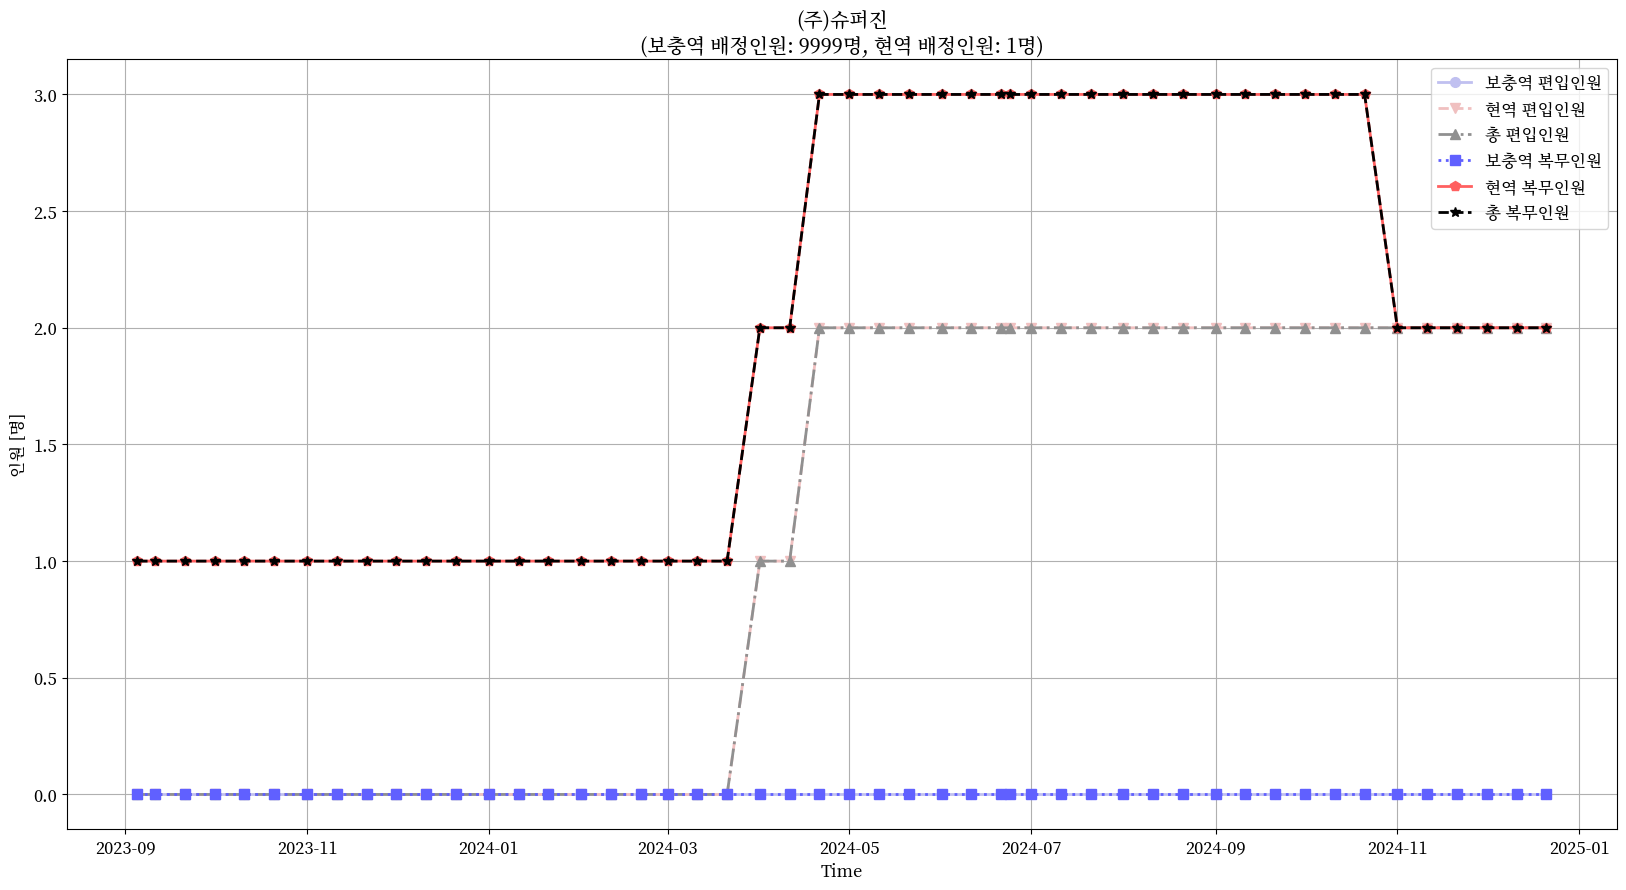 (주)슈퍼진
(보충역 배정인원: 9999명, 현역 배정인원: 1명)
보충역 편입인원
현역 편입인원
총 편입인원
보충역 복무인원
현역 복무인원
총 복무인원
인원 [명]
3.0
2.5
2.0
1.5
1.0
0.5
0.0
2023-09
2023-11
2024-01
2024-03
2024-05
2024-07
2024-09
2024-11
2025-01
Time